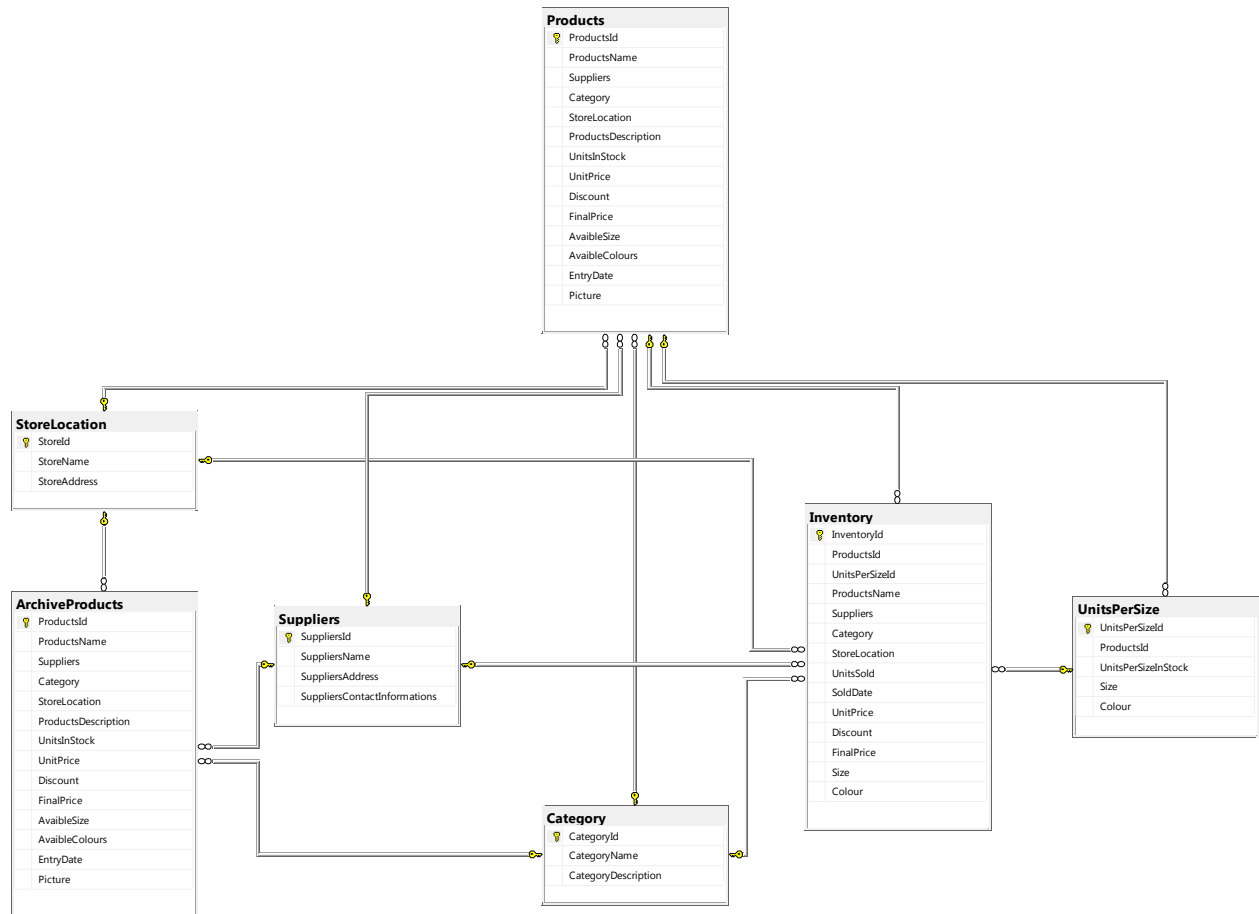 Products
ProductsId
ProductsName
Suppliers
Category
StoreLocation
ProductsDescription
UnitsInStock
UnitPrice
Discount
FinalPrice
AvaibleSize
AvaibleColours
EntryDate
Picture
StoreLocation
StoreId
StoreName
StoreAddress
ArchiveProducts
ProductsId
ProductsName
Suppliers
Category
StoreLocation
ProductsDescription
UnitsInStock
UnitPrice
Discount
FinalPrice
AvaibleSize
AvaibleColours
EntryDate
Picture
Suppliers
SuppliersId
SuppliersName
SuppliersAddress
SuppliersContactInformations
Category
CategoryId
CategoryName
CategoryDescription
Inventory
InventoryId
ProductsId
UnitsPerSizeId
ProductsName
Suppliers
Category
StoreLocation
UnitsSold
SoldDate
UnitPrice
Discount
FinalPrice
Size
Colour
UnitsPerSize
UnitsPerSizeId
ProductsId
UnitsPerSizeInStock
Size
Colour